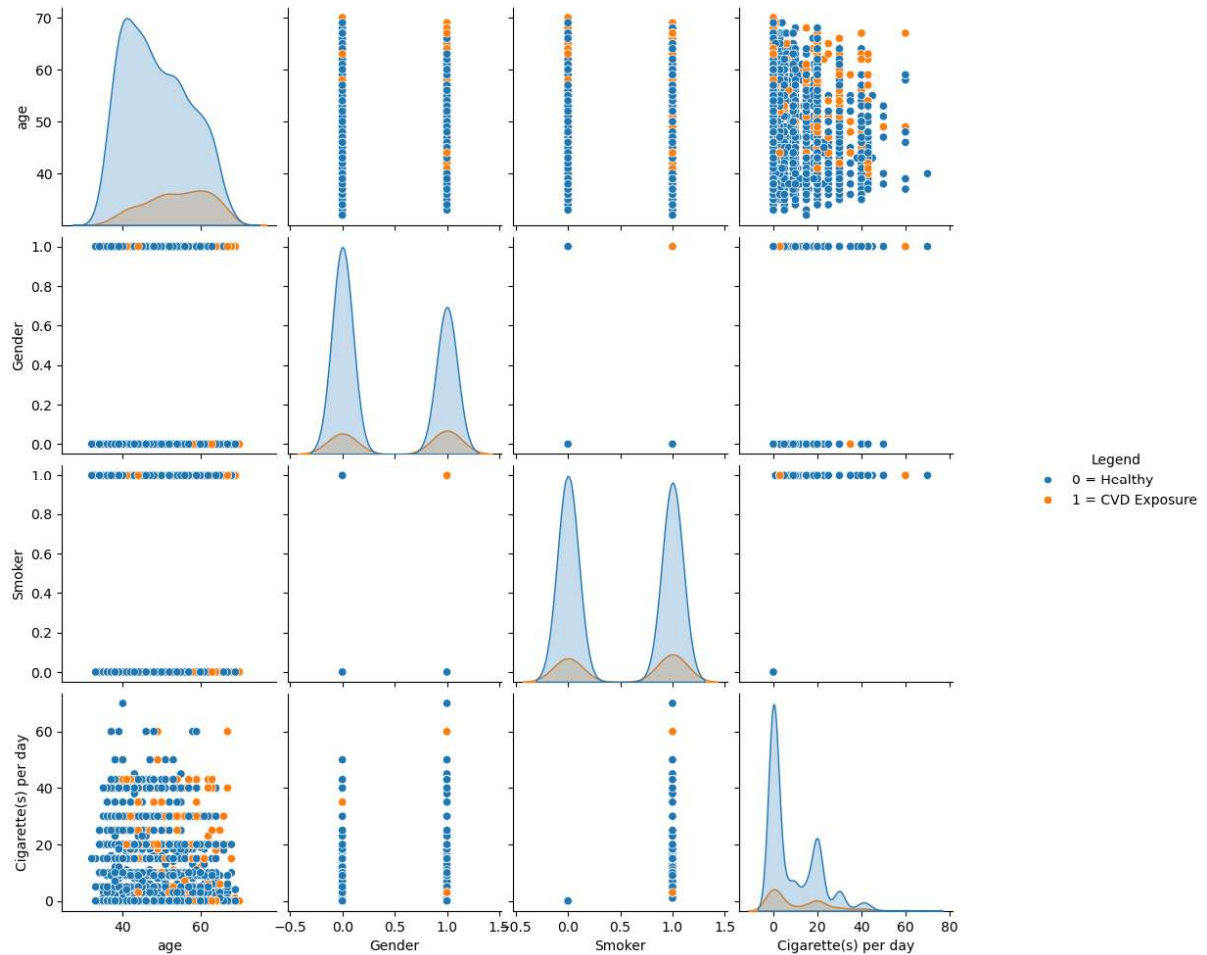 70
60
50
40
age
1.0
0.8
0.6
0.4
0.2
0.0
Gender
Legend
0 = Healthy
1 = CVD Exposure
1.0
0.8
0.6
0.4
0.2
0.0
Smoker
60
40
20
0
Cigarette(s) per day
40 60
age
−0.5 0.0 0.5 1.0 1.5
Gender
−0.5 0.0 0.5 1.0 1.5
Smoker
0 20 40 60 80
Cigarette(s) per day